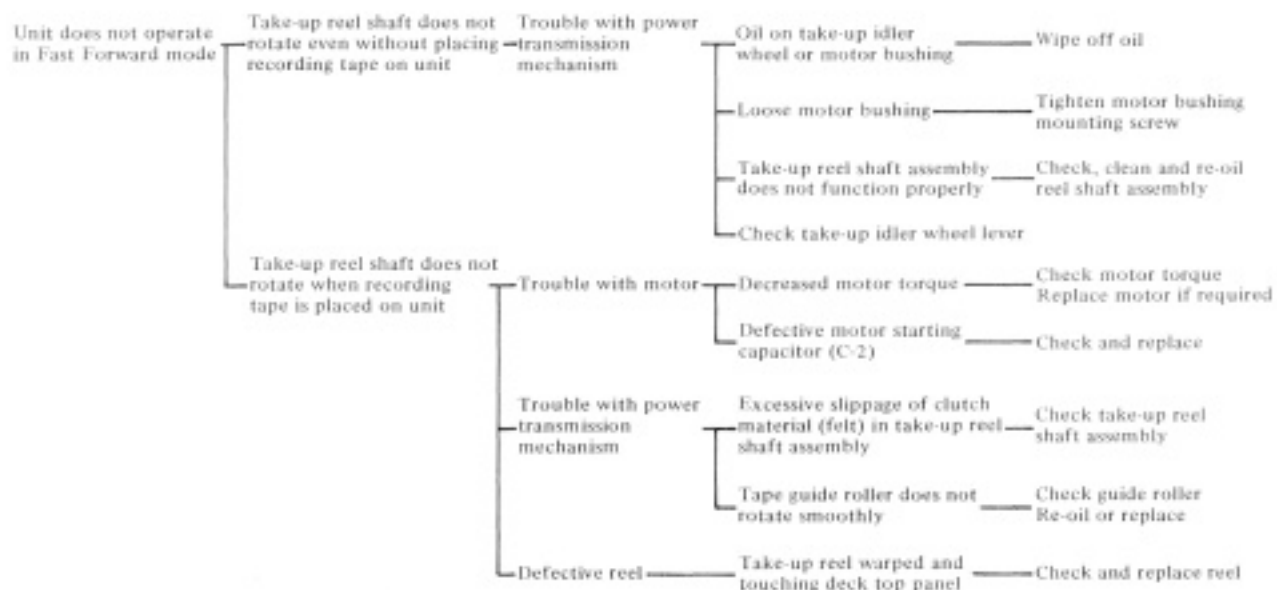 Unit does not operate
in Fast Forward mode
Take-up reel shaft does not
rotate even without placing
recording tape on unit
Trouble with power
transmission
mechanism
Oil on take-up idler
wheel or motor bushing
Wipe off oil
Loose motor bushing
Tighten motor bushing
mounting screw
Take-up reel shaft assembly
does not function properly
Check, clean and re-oil
reel shaft assembly
Check take-up idler wheel lever
Take-up reel shaft does not
rotate when recording
tape is placed on unit
Trouble with motor
Decreased motor torque
Check motor torque
Replace motor if required
Defective motor starting
capacitor (C-2)
Check and replace
Trouble with power
transmission
mechanism
Excessive slippage of clutch
material (felt) in take-up reel
shaft assembly
Check take-up reel
shaft assembly
Tape guide roller does not
rotate smoothly
Check guide roller
Re-oil or replace
Defective reel
Take-up reel warped and
touching deck top panel
Check and replace reel